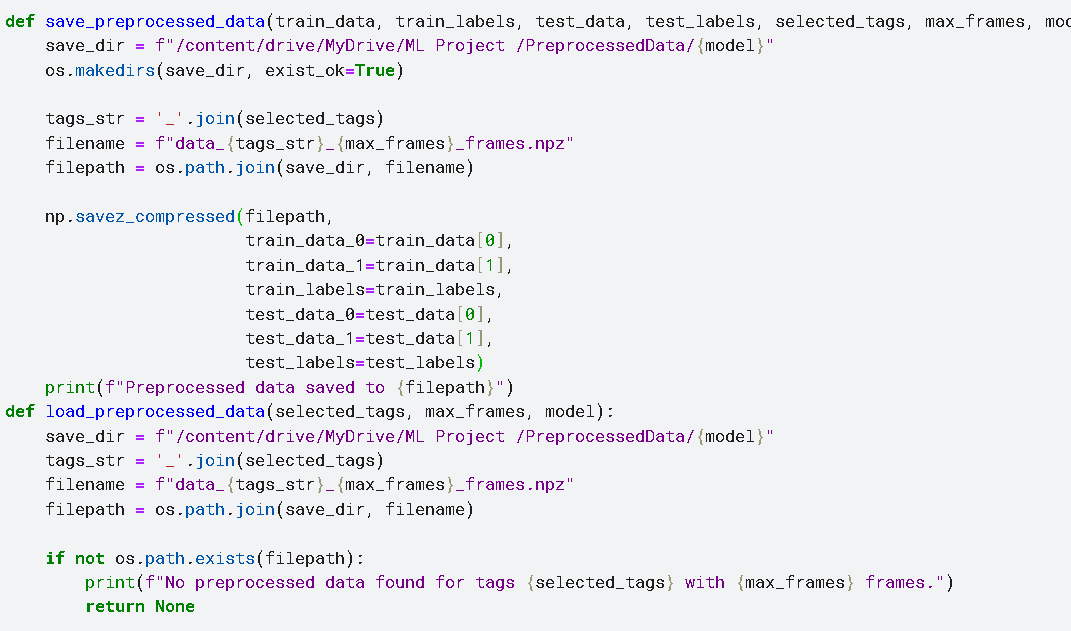 def save_preprocessed_data(train_data, train_labels, test_data, test_labels, selected_tags, max_frames,
    save_dir = f"/content/drive/MyDrive/ML Project /PreprocessedData/{model}"
    os.makedirs(save_dir, exist_ok=True)
    tags_str = '_'.join(selected_tags)
    filename = f"data_{tags_str}_{max_frames}_frames.npz"
    filepath = os.path.join(save_dir, filename)
    np.savez_compressed(filepath,
                        train_data_0=train_data[0],
                        train_data_1=train_data[1],
                        train_labels=train_labels,
                        test_data_0=test_data[0],
                        test_data_1=test_data[1],
                        test_labels=test_labels)
    print(f"Preprocessed data saved to {filepath}")
def load_preprocessed_data(selected_tags, max_frames, model):
    save_dir = f"/content/drive/MyDrive/ML Project /PreprocessedData/{model}"
    tags_str = '_'.join(selected_tags)
    filename = f"data_{tags_str}_{max_frames}_frames.npz"
    filepath = os.path.join(save_dir, filename)
    if not os.path.exists(filepath):
        print(f"No preprocessed data found for tags {selected_tags} with {max_frames} frames.")
        return None